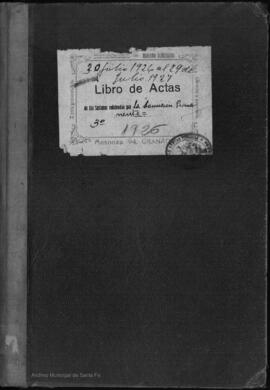 20 julio 1926 al 29 de
Julio 1927
Libro de Actas
de las Sesiones celebradas por la Comisión Perma
nente =
3º
1926
GRANADA
Archivo Municipal de Santa Fe